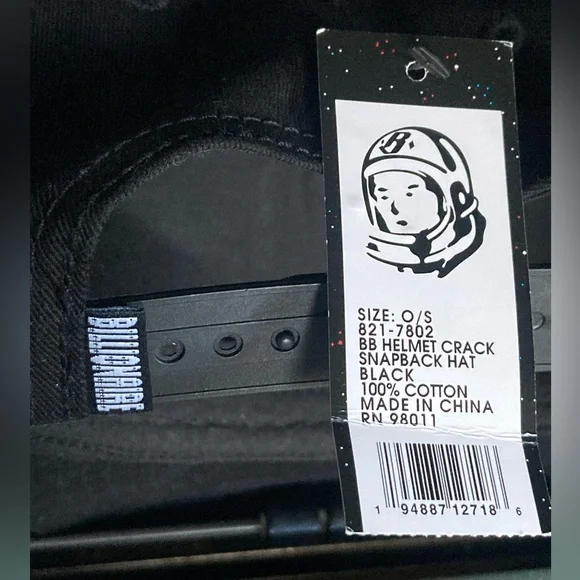 B
SIZE: O/S
821-7802
BB HELMET CRACK
SNAPBACK HAT
BLACK
100% COTTON
MADE IN CHINA
RN 98011
1 94887 12718 6
BILLIONAIRE